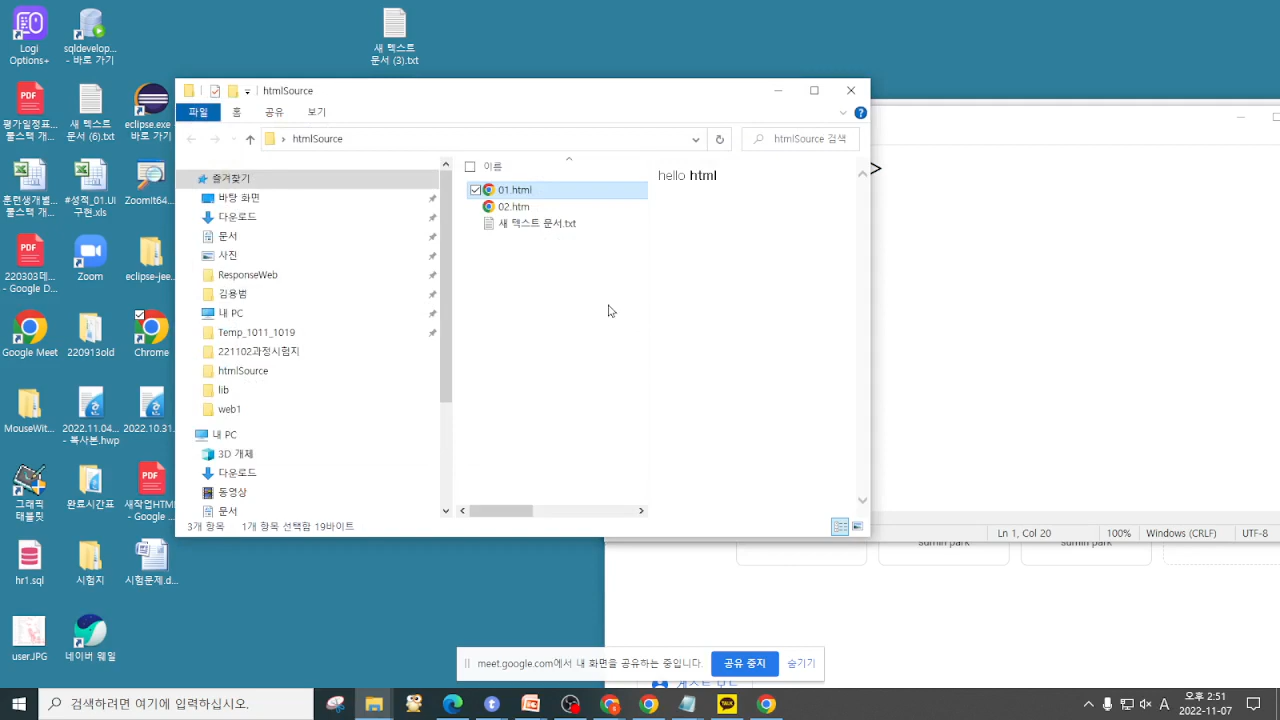 Logi
Options+
sqldevelop...
- 바로 가기
새 텍스트
문서 (3).txt
평가일정표...
풀스택 개...
새 텍스트
문서 (6).txt
eclipse.exe
- 바로 가기
훈련생개별...
풀스택 개...
#성적_01.UI
구현.xls
ZoomIt64...
220303데...
- Google D...
Zoom
eclipse-jee...
Google Meet
220913old
Chrome
MouseWit...
2022.11.04...
- 복사본.hwp
2022.10.31...
그래픽
태블릿
완료시간표
새작업HTM...
- Google ...
hr1.sql
시험지
시험문제.d...
user.JPG
네이버 웨일
htmlSource
파일
홈
공유
보기
htmlSource
htmlSource 검색
즐겨찾기
바탕 화면
다운로드
문서
사진
ResponseWeb
김용범
내 PC
Temp_1011_1019
221102과정시험지
htmlSource
lib
web1
내 PC
3D 개체
다운로드
동영상
문서
이름
01.html
02.htm
새 텍스트 문서.txt
hello html
3개 항목
1개 항목 선택함 19바이트
>
Ln 1, Col 20
100%
Windows (CRLF)
UTF-8
sumin park
sumin park
meet.google.com에서 내 화면을 공유하는 중입니다.
공유 중지
숨기기
검색하려면 여기에 입력하십시오.
TALK
A
오후 2:51
2022-11-07